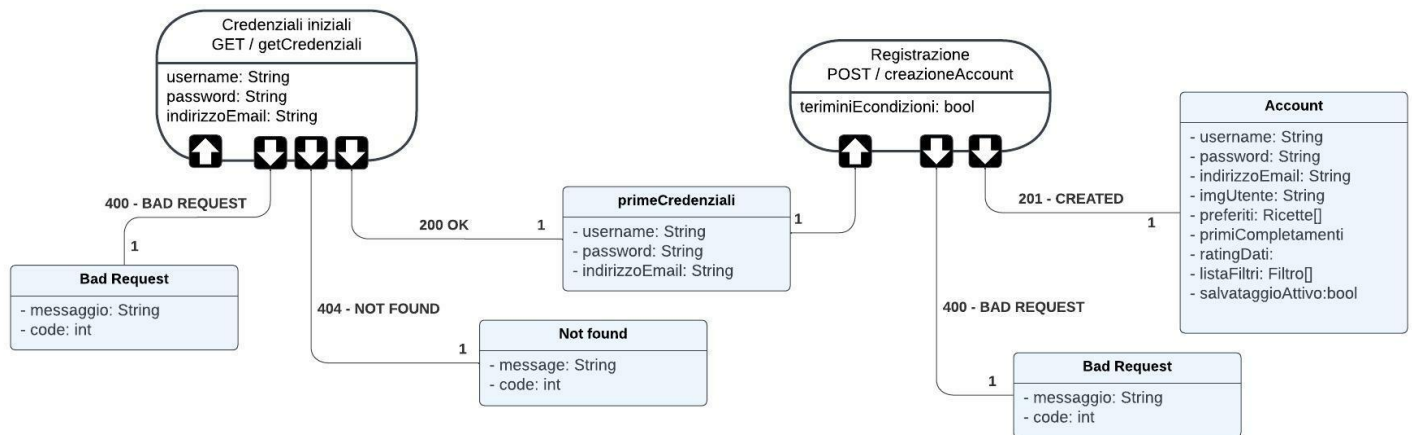 Credenziali iniziali
GET / getCredenziali
username: String
password: String
indirizzoEmail: String
400 - BAD REQUEST
1
Bad Request
- messaggio: String
- code: int
404 - NOT FOUND
1
Not found
- message: String
- code: int
200 OK
1
primeCredenziali
- username: String
- password: String
- indirizzoEmail: String
1
Registrazione
POST / creazioneAccount
teriminiEcondizioni: bool
400 - BAD REQUEST
1
Bad Request
- messaggio: String
- code: int
201 - CREATED
1
Account
- username: String
- password: String
- indirizzoEmail: String
- imgUtente: String
- preferiti: Ricette[]
- primiCompletamenti
- ratingDati:
- listaFiltri: Filtro[]
- salvataggioAttivo:bool